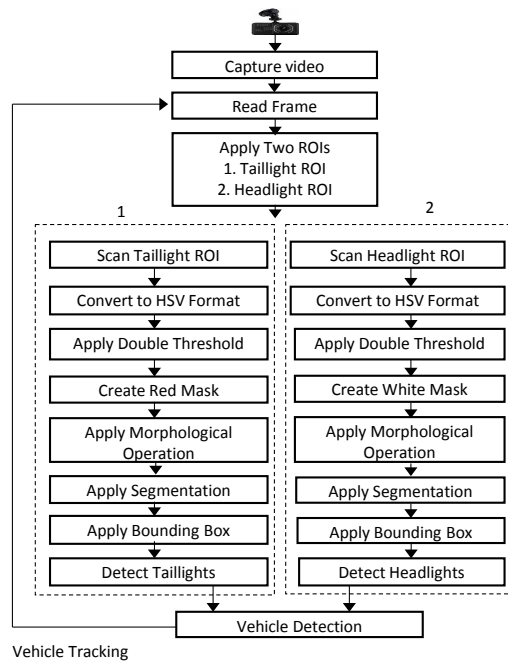 Capture video
Read Frame
Apply Two ROIs
1. Taillight ROI
2. Headlight ROI
1
Scan Taillight ROI
Convert to HSV Format
Apply Double Threshold
Create Red Mask
Apply Morphological
Operation
Apply Segmentation
Apply Bounding Box
Detect Taillights
2
Scan Headlight ROI
Convert to HSV Format
Apply Double Threshold
Create White Mask
Apply Morphological
Operation
Apply Segmentation
Apply Bounding Box
Detect Headlights
Vehicle Detection
Vehicle Tracking